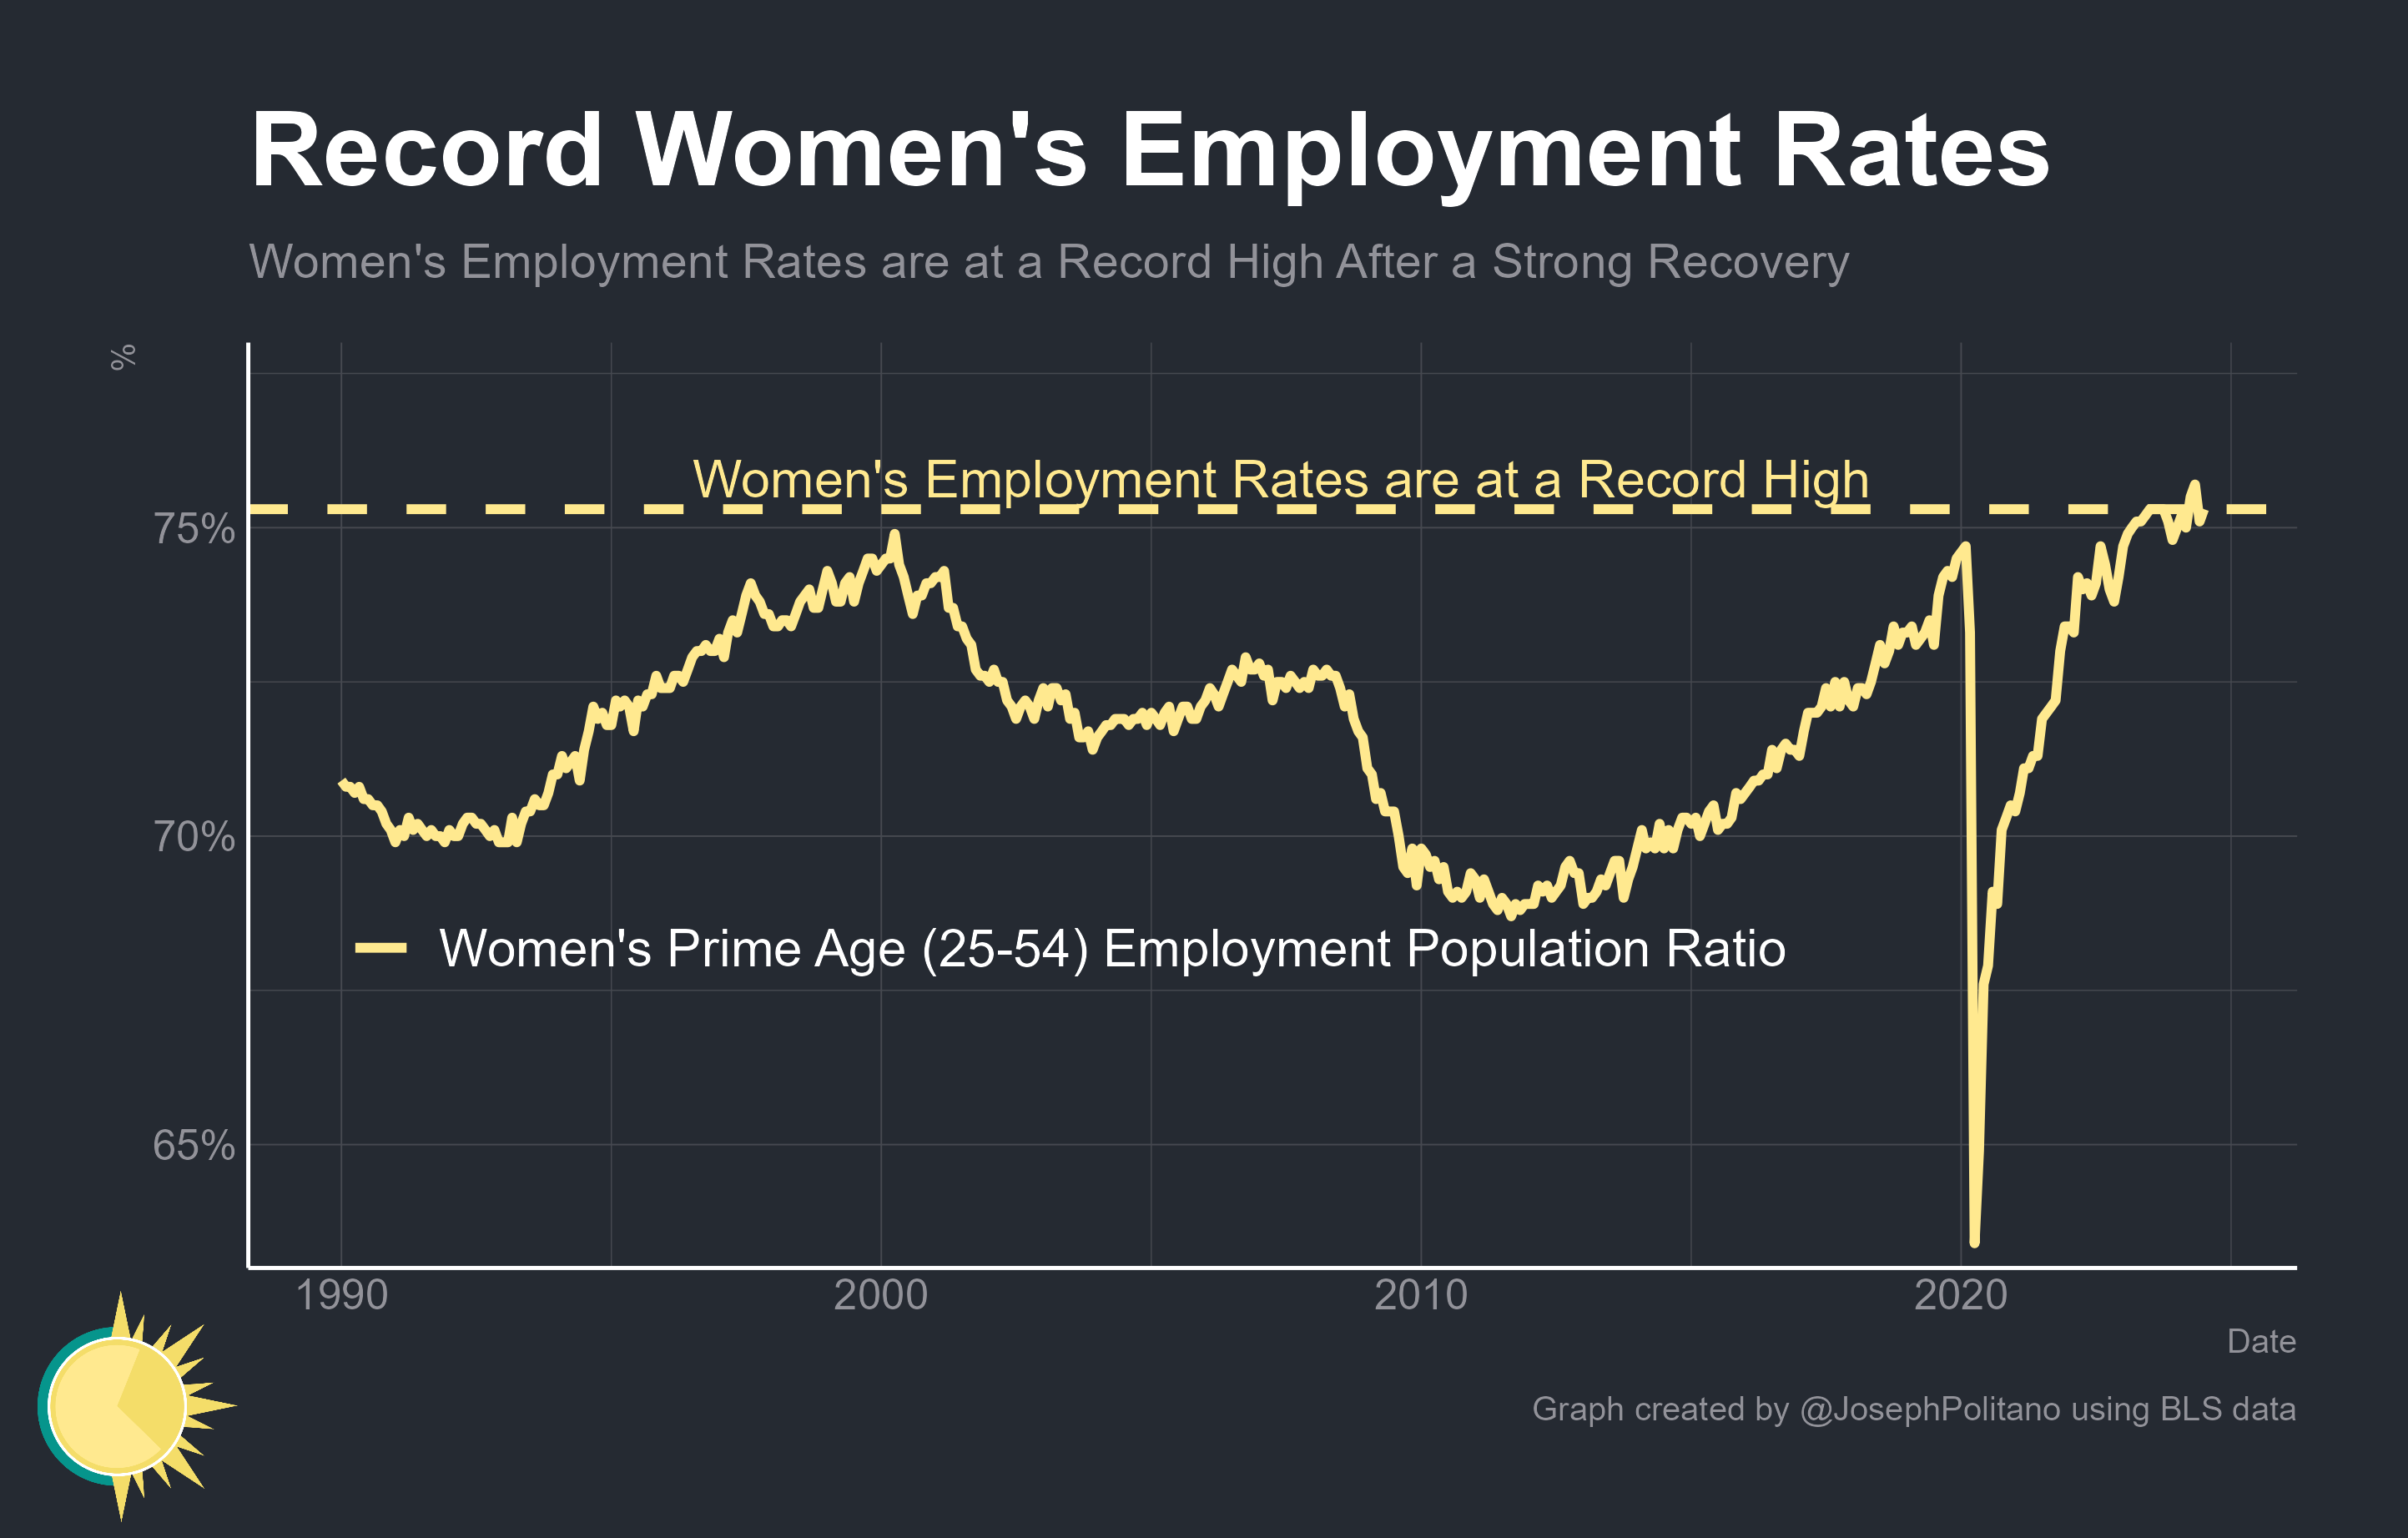 Record Women's Employment Rates
Women's Employment Rates are at a Record High After a Strong Recovery
%
Women's Employment Rates are at a Record High
75%
70%
Women's Prime Age (25-54) Employment Population Ratio
65%
1990 2000 2010 2020
Date
Graph created by @JosephPolitano using BLS data